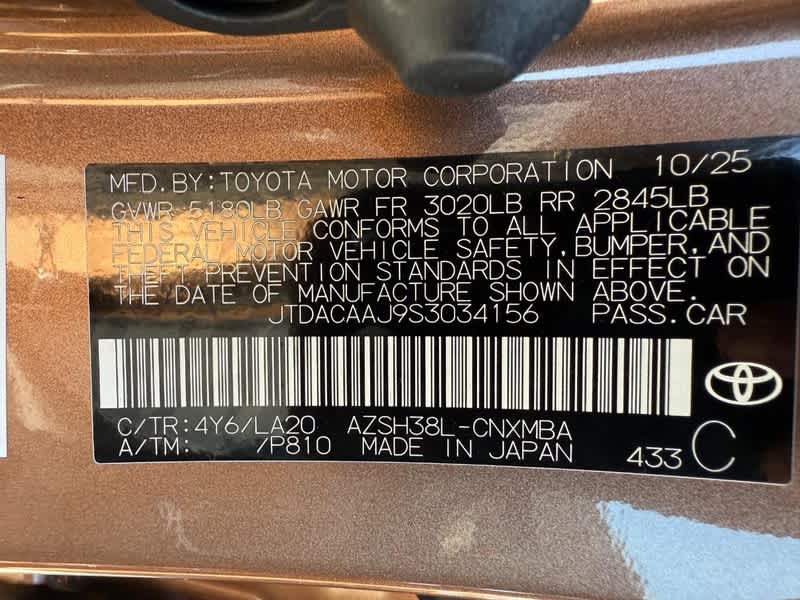 MFD. BY: TOYOTA MOTOR CORPORATION 10/25
GVWR 5180LB GAWR FR 3020LB RR 2845LB
THIS VEHICLE CONFORMS TO ALL APPLICABLE
FEDERAL MOTOR VEHICLE SAFETY, BUMPER, AND
THEFT PREVENTION STANDARDS IN EFFECT ON
THE DATE OF MANUFACTURE SHOWN ABOVE.
JTDACAAJ9S3034156 PASS. CAR
C/TR: 4Y6/LA20 AZSH38L-CNXMBA
A/TM: /P810 MADE IN JAPAN 433 C